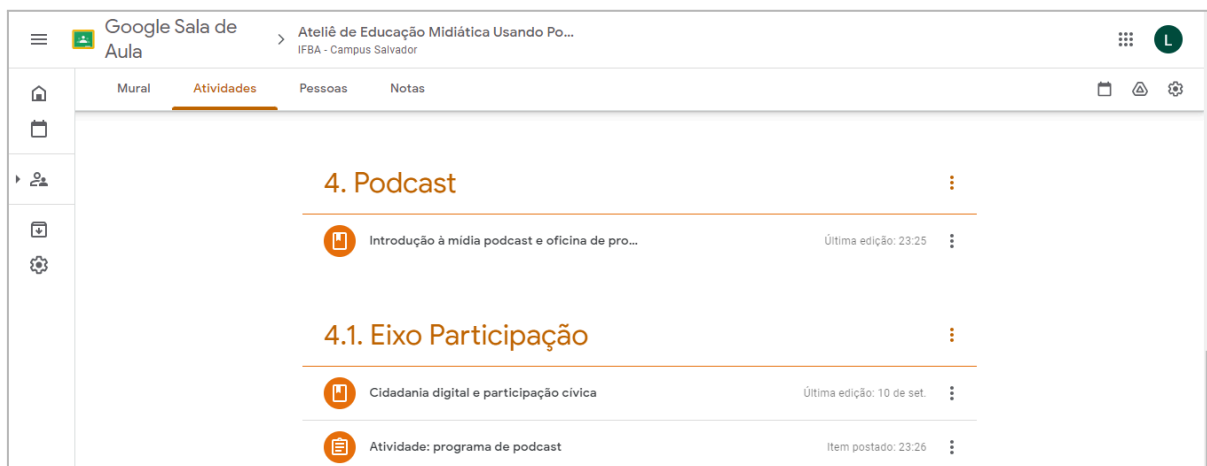 Google Sala de
Aula
Ateliê de Educação Midiática Usando Po...
IFBA - Campus Salvador
L
Mural
Atividades
Pessoas
Notas
4. Podcast
Introdução à mídia podcast e oficina de pro...
Última edição: 23:25
4.1. Eixo Participação
Cidadania digital e participação cívica
Última edição: 10 de set.
Atividade: programa de podcast
Item postado: 23:26